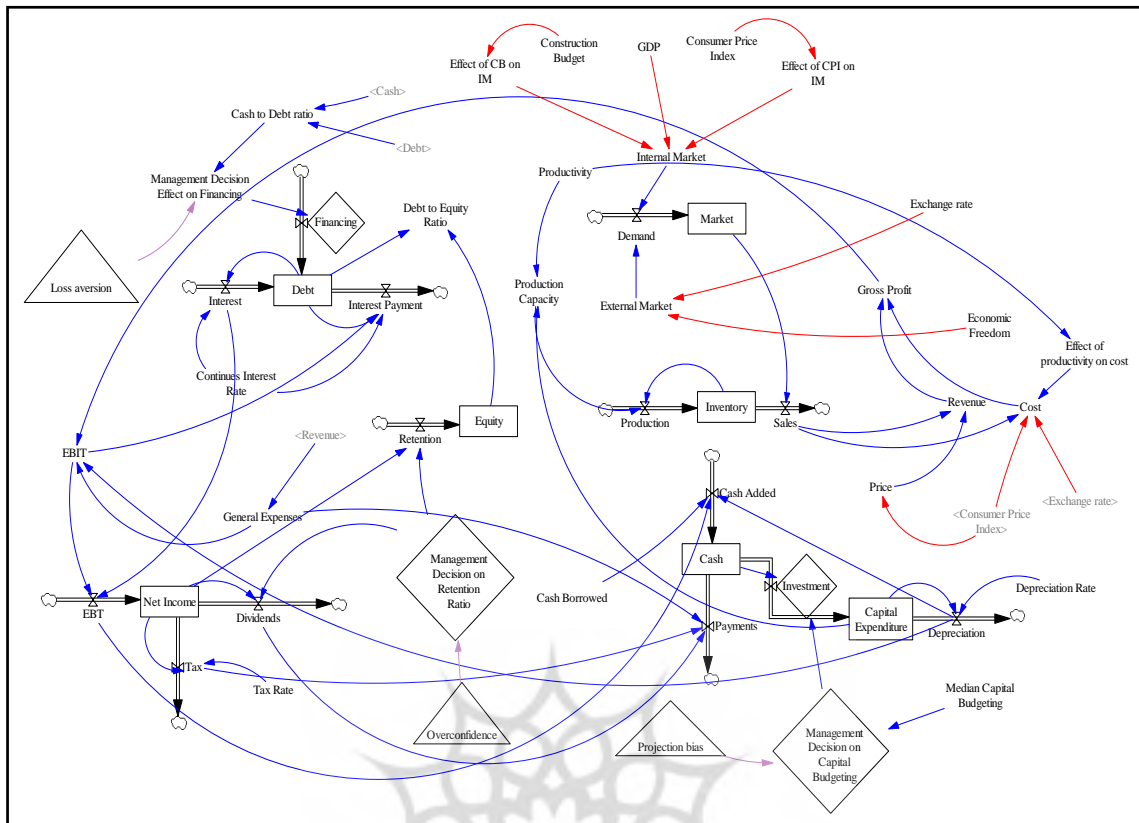 Construction
Budget
GDP
Consumer Price
Index
Effect of CB on
IM
Effect of CPI on
IM
<Cash>
Cash to Debt ratio
<Debt>
Internal Market
Management Decision
Effect on Financing
Productivity
Financing
Debt to Equity
Ratio
Market
Exchange rate
Demand
Loss aversion
Debt
Interest
Interest Payment
Production
Capacity
External Market
Gross Profit
Economic
Freedom
Effect of
productivity on cost
Continues Interest
Rate
Equity
Retention
Inventory
Production
Sales
Revenue
Cost
EBIT
<Revenue>
Price
Cash Added
<Consumer Price
Index>
<Exchange rate>
General Expenses
Management
Decision on
Retention Ratio
Cash
Investment
Cash Borrowed
Depreciation Rate
Net Income
EBT
Dividends
Payments
Capital
Expenditure
Depreciation
Tax
Tax Rate
Median Capital
Budgeting
Overconfidence
Projection bias
Management
Decision on
Capital
Budgeting